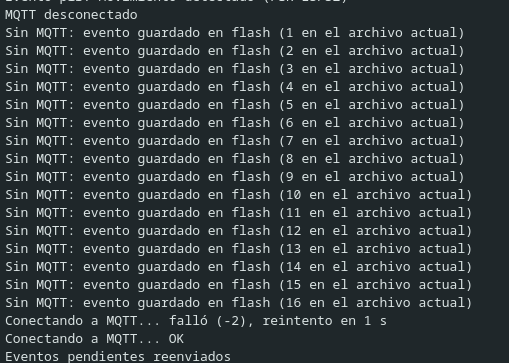 MQTT desconectado
Sin MQTT: evento guardado en flash (1 en el archivo actual)
Sin MQTT: evento guardado en flash (2 en el archivo actual)
Sin MQTT: evento guardado en flash (3 en el archivo actual)
Sin MQTT: evento guardado en flash (4 en el archivo actual)
Sin MQTT: evento guardado en flash (5 en el archivo actual)
Sin MQTT: evento guardado en flash (6 en el archivo actual)
Sin MQTT: evento guardado en flash (7 en el archivo actual)
Sin MQTT: evento guardado en flash (8 en el archivo actual)
Sin MQTT: evento guardado en flash (9 en el archivo actual)
Sin MQTT: evento guardado en flash (10 en el archivo actual)
Sin MQTT: evento guardado en flash (11 en el archivo actual)
Sin MQTT: evento guardado en flash (12 en el archivo actual)
Sin MQTT: evento guardado en flash (13 en el archivo actual)
Sin MQTT: evento guardado en flash (14 en el archivo actual)
Sin MQTT: evento guardado en flash (15 en el archivo actual)
Sin MQTT: evento guardado en flash (16 en el archivo actual)
Conectando a MQTT... falló (-2), reintento en 1 s
Conectando a MQTT... OK
Eventos pendientes reenviados